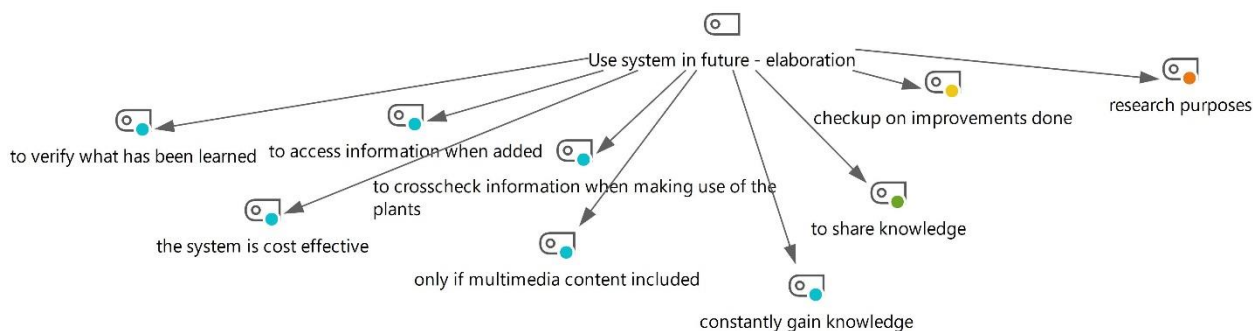 Use system in future - elaboration
research purposes
checkup on improvements done
to verify what has been learned
to access information when added
to crosscheck information when making use of the
plants
to share knowledge
the system is cost effective
only if multimedia content included
constantly gain knowledge